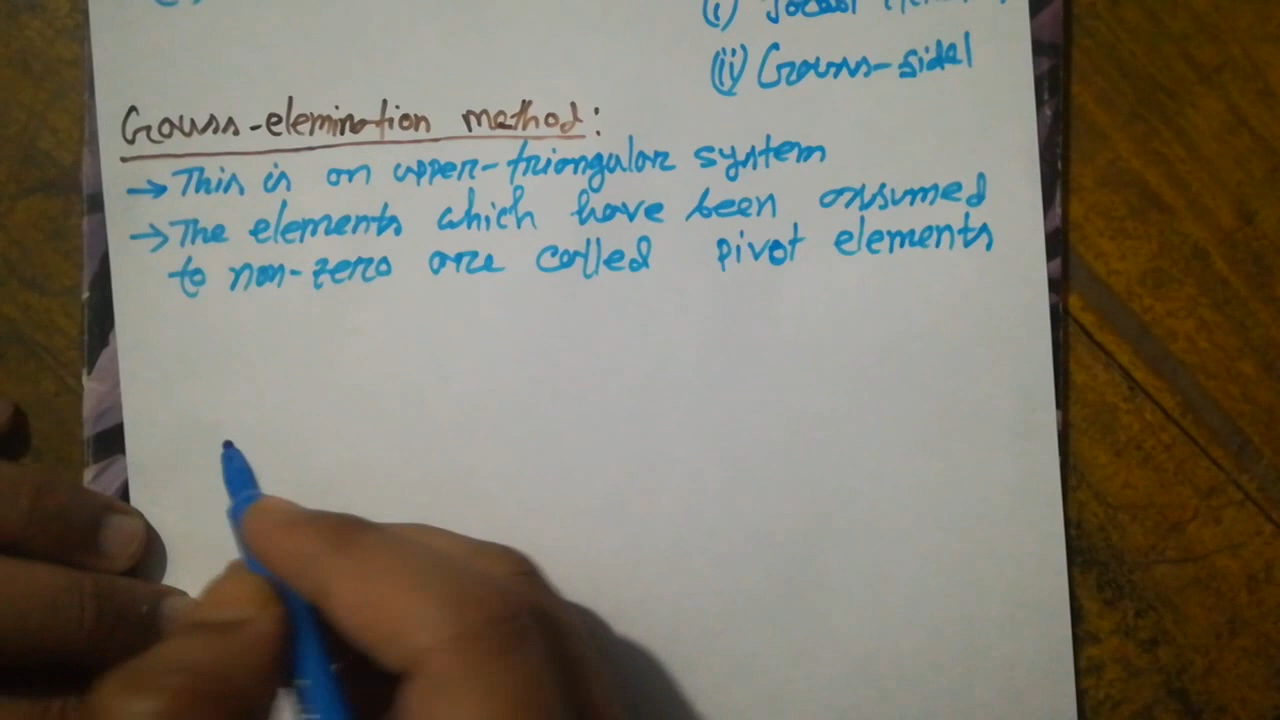 (i)
(ii) Gauss-sidel
Gauss-elemination method:
→ This is an upper-triangular system
→ The elements which have been assumed
to non-zero are called pivot elements